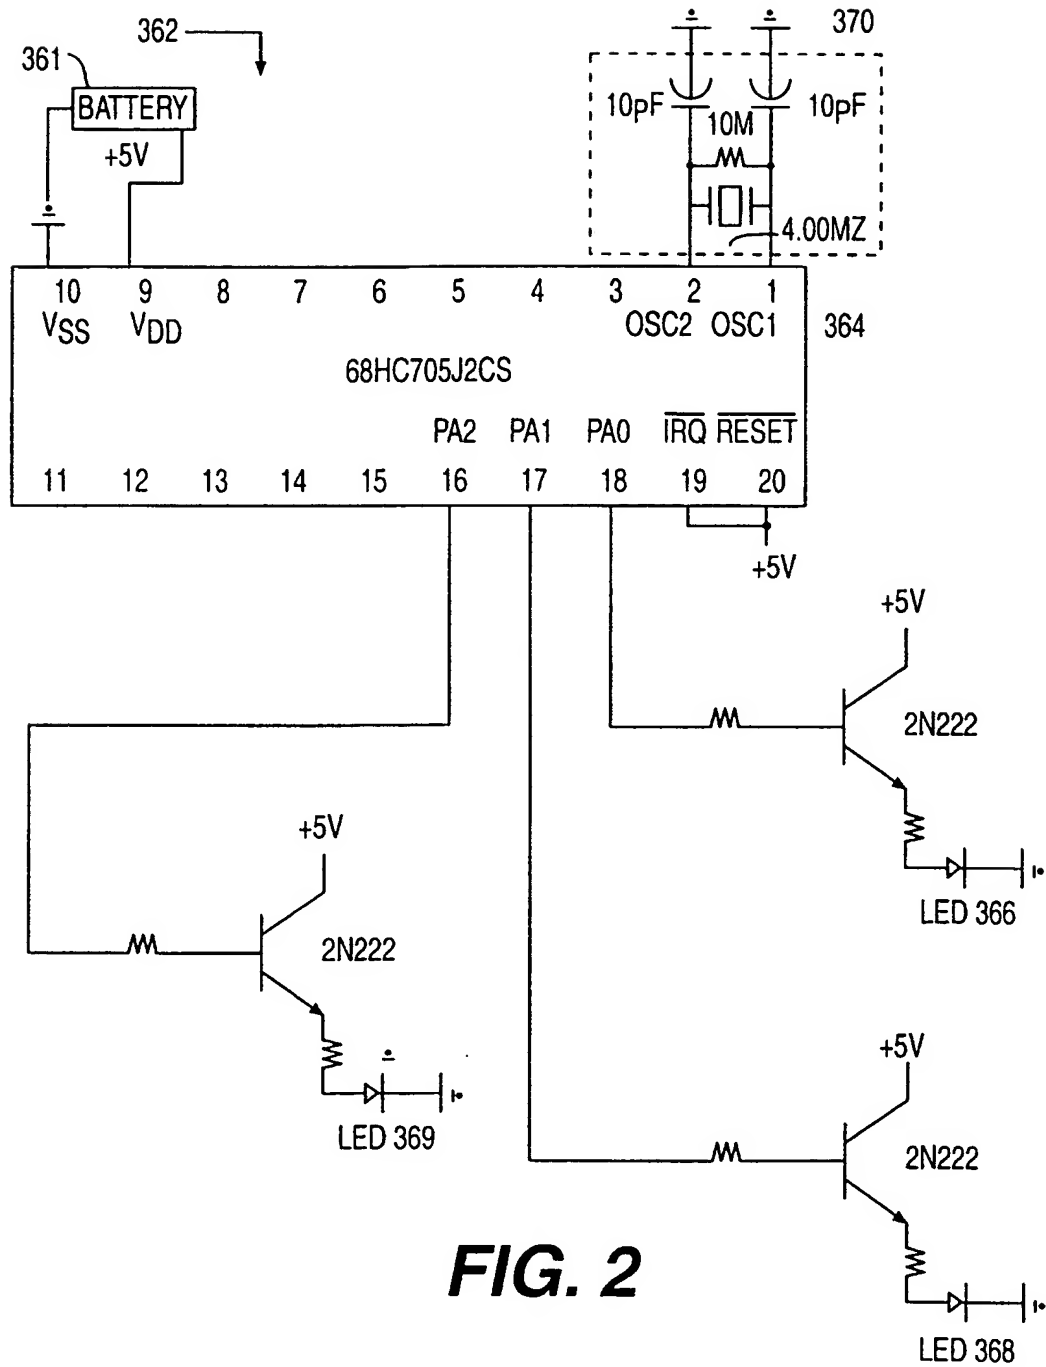 362
370
361
BATTERY
+5V
10pF
10M
10pF
4.00MZ
10 9 8 7 6 5 4 3 2 1
VSS VDD OSC2 OSC1
364
68HC705J2CS
PA2 PA1 PA0 IRQ RESET
11 12 13 14 15 16 17 18 19 20
+5V
+5V
2N222
LED 366
+5V
2N222
LED 369
+5V
2N222
LED 368
FIG. 2